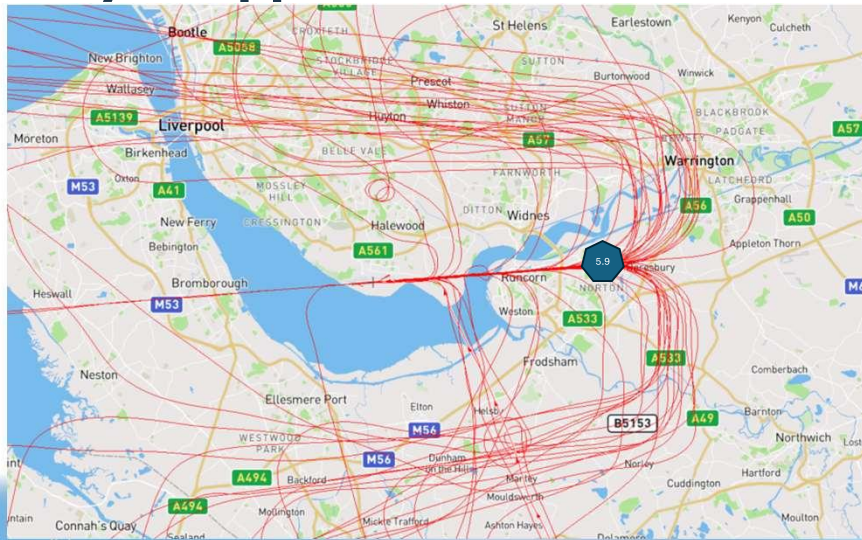 St Helens
Earlestown
Kenyon
Culcheth
Bootle
CROXTETH
A5058
New Brighton
STOCKBRIDGE
VILLAGE
SUTTON
Burtonwood
Winwick
Wallasey
Prescot
Whiston
SUTTON
MANOR
BLACKBROOK
PADGATE
A5139
Liverpool
Huyton
A57
A57
Moreton
Birkenhead
BELLE VALE
Warrington
Oxton
M53
A41
MOSSLEY
HILL
FARNWORTH
LATCHFORD
Grappenhall
A56
A50
New Ferry
CRESSINGTON
Halewood
DITTON
Widnes
Bebington
A561
Appleton Thorn
5.9
Runcorn
NORTON
Heswall
M53
Bromborough
Weston
A533
Neston
Frodsham
A533
Comberbach
Ellesmere Port
Elton
Helsby
B5153
A49
Barnton
M56
WESTWOOD
PARK
M56
Dunham
on the Hill
Norley
Northwich
A494
Backford
Manley
Mouldsworth
Cuddington
Hartford
A494
Mollington
Mickle Trafford
Ashton Hayes
Moulton
Connah's Quay
Sealand
Delamere